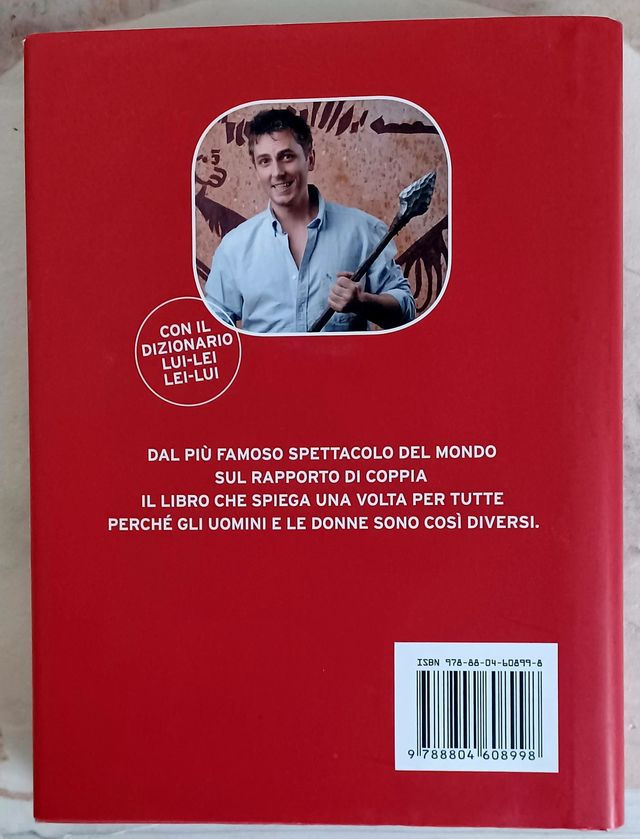 CON IL
DIZIONARIO
LUI-LEI
LEI-LUI
DAL PIÙ FAMOSO SPETTACOLO DEL MONDO
SUL RAPPORTO DI COPPIA
IL LIBRO CHE SPIEGA UNA VOLTA PER TUTTE
PERCHÉ GLI UOMINI E LE DONNE SONO COSÌ DIVERSI.
ISBN 978-88-04-60899-8
9 788804 608998